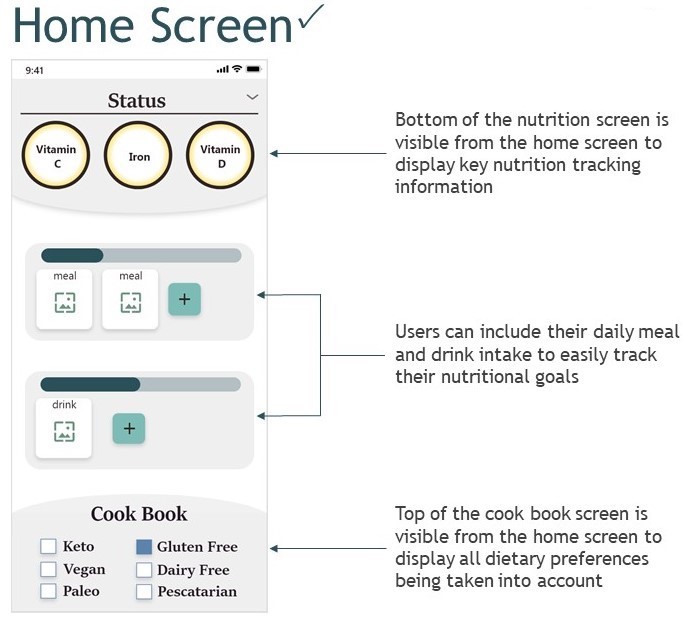 Home Screen✓
9:41
Status
Vitamin
C
Iron
Vitamin
D
Bottom of the nutrition screen is
visible from the home screen to
display key nutrition tracking
information
meal
meal
+
Users can include their daily meal
and drink intake to easily track
their nutritional goals
drink
+
Cook Book
Keto
Gluten Free
Vegan
Dairy Free
Paleo
Pescatarian
Top of the cook book screen is
visible from the home screen to
display all dietary preferences
being taken into account